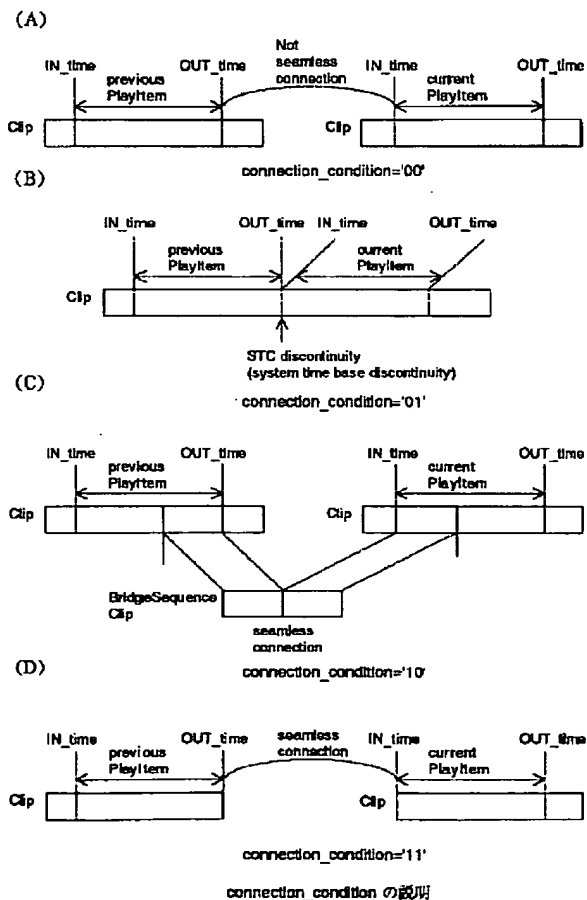 (A)
Not
seamless
connection
IN_time
OUT_time
IN_time
OUT_time
previous
PlayItem
current
PlayItem
Clip
Clip
connection_condition='00'
(B)
IN_time
OUT_time
IN_time
OUT_time
previous
PlayItem
current
PlayItem
Clip
STC discontinuity
(system time base discontinuity)
connection_condition='01'
(C)
IN_time
OUT_time
IN_time
OUT_time
previous
PlayItem
current
PlayItem
Clip
Clip
BridgeSequence
Clip
seamless
connection
connection_condition='10'
(D)
IN_time
OUT_time
seamless
connection
IN_time
OUT_time
previous
PlayItem
current
PlayItem
Clip
Clip
connection_condition='11'
connection_condition の説明